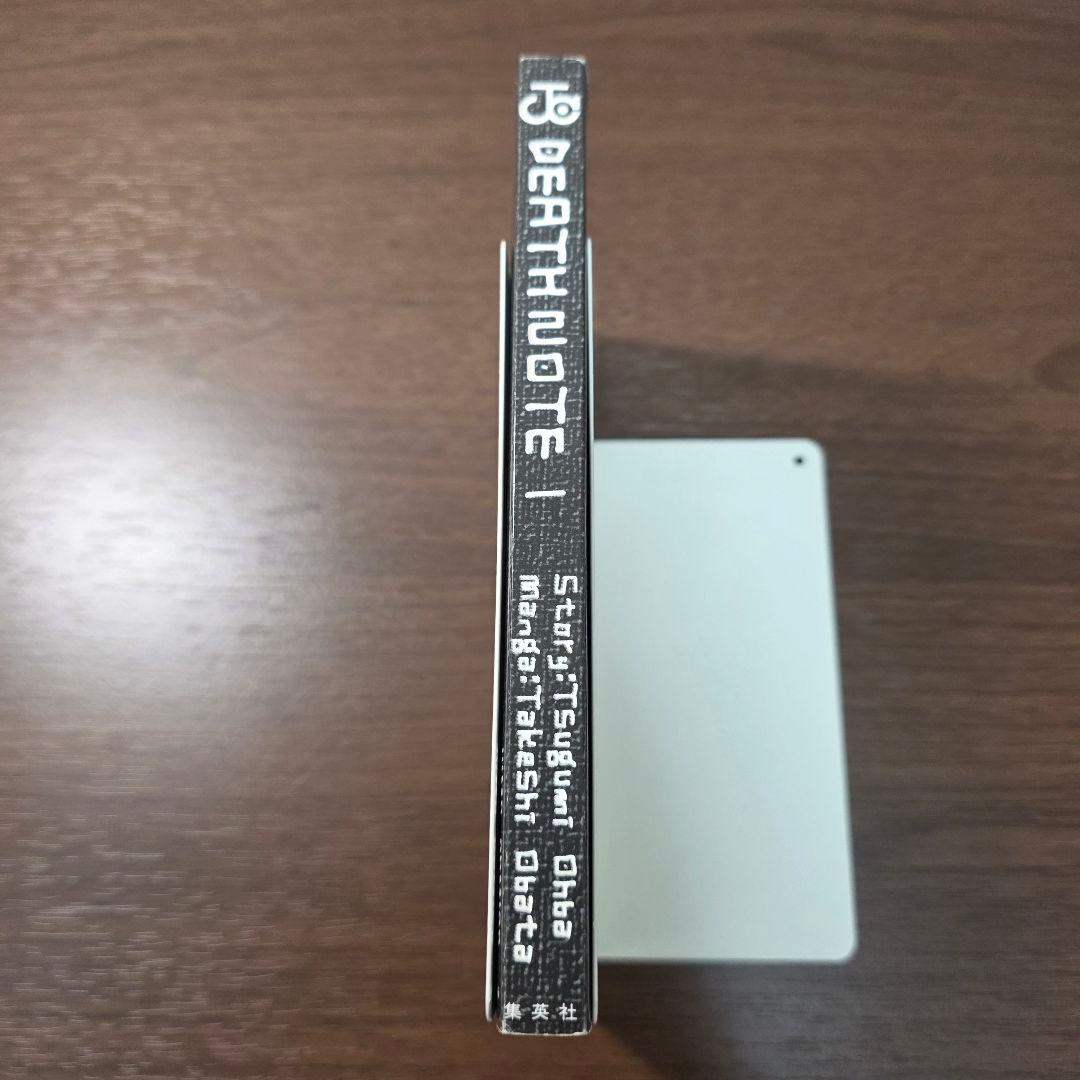 DEATH NOTE 1
Story:Tsugumi Ohba
manga:Takeshi Obata
集英社